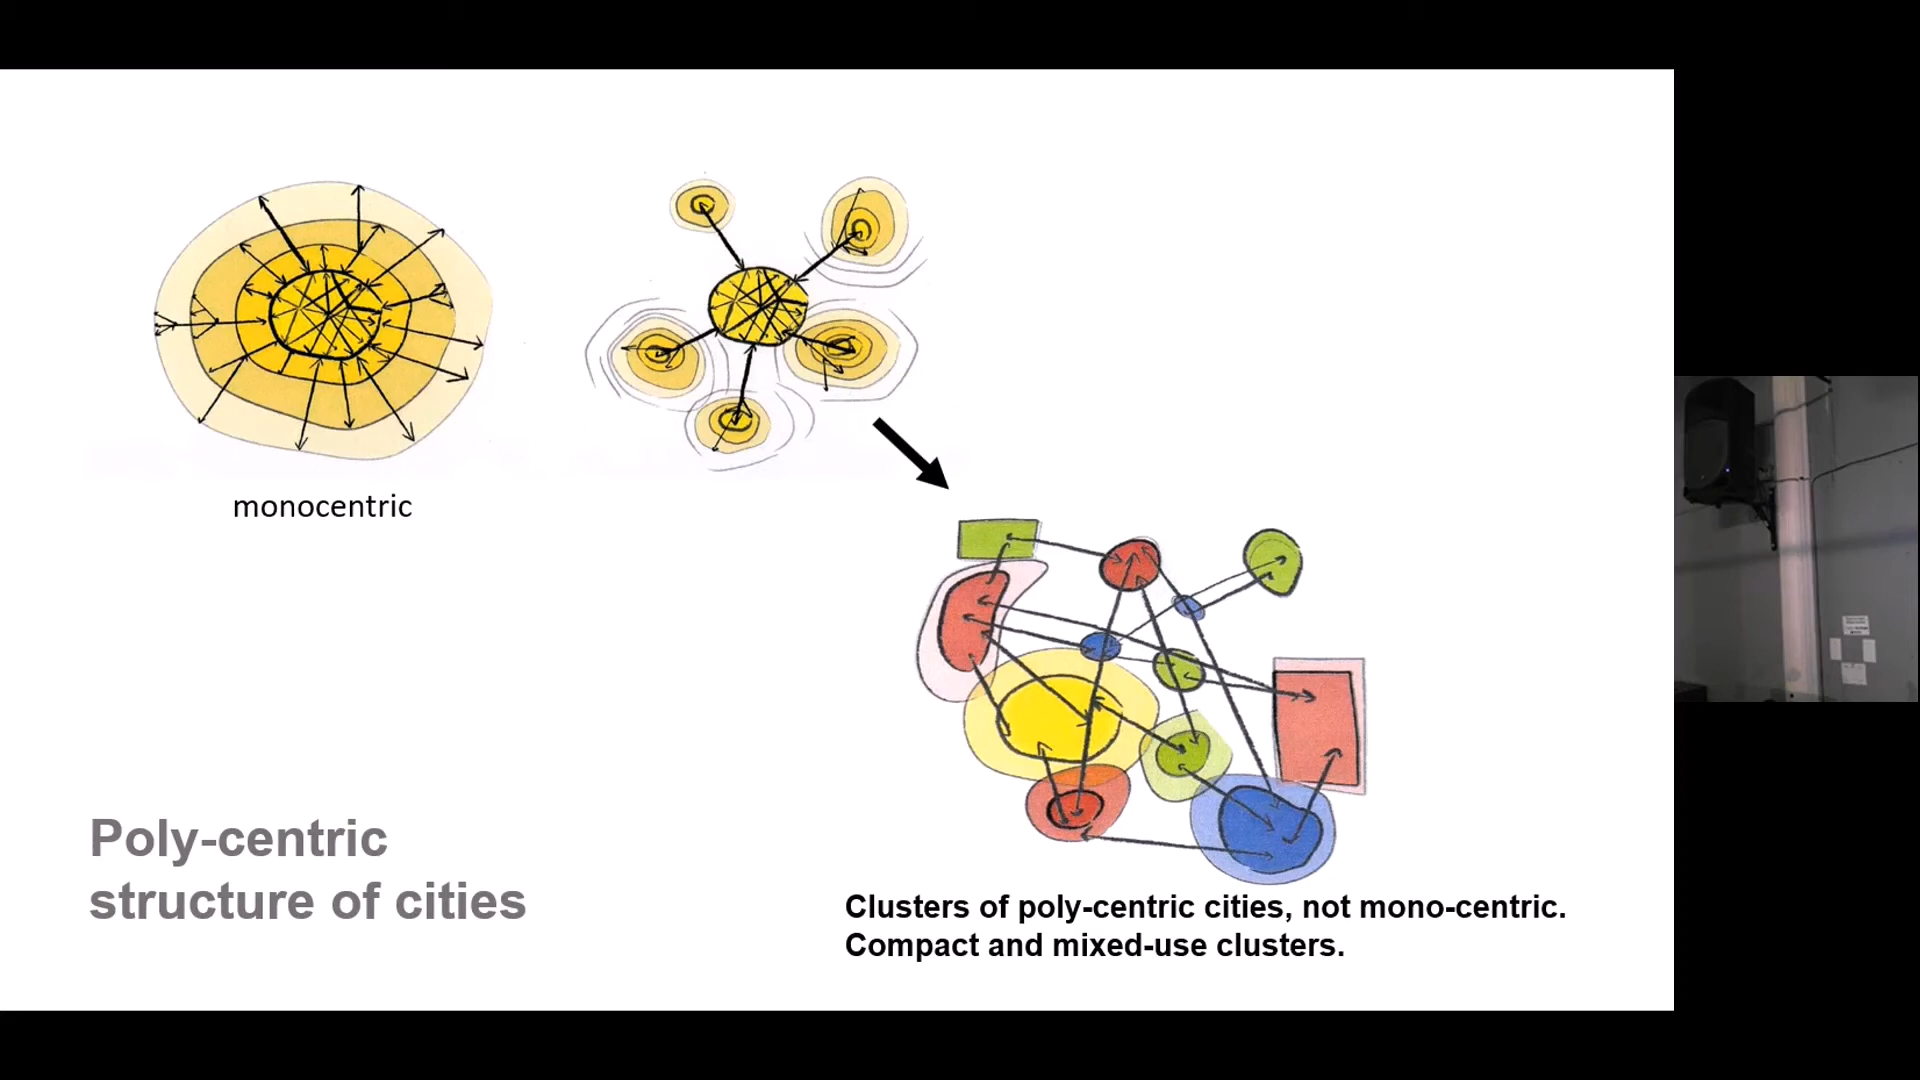 monocentric
Poly-centric
structure of cities
Clusters of poly-centric cities, not mono-centric.
Compact and mixed-use clusters.